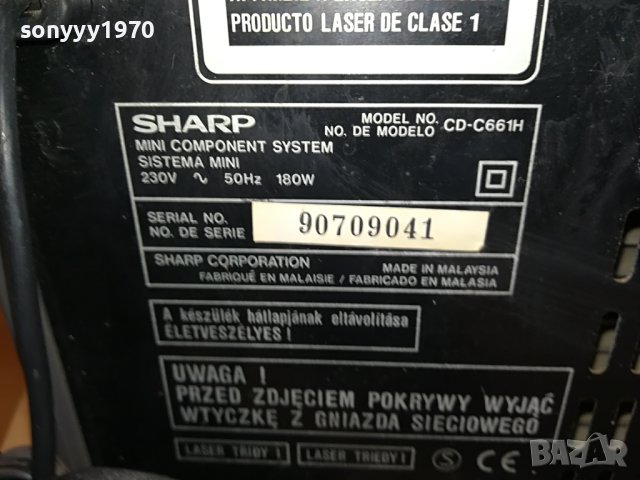 sonyyy1970
PRODUCTO LASER DE CLASE 1
SHARP
MODEL NO. CD-C661H
NO. DE MODELO
MINI COMPONENT SYSTEM
SISTEMA MINI
230V ∿ 50Hz 180W
SERIAL NO. 90709041
NO. DE SERIE
SHARP CORPORATION MADE IN MALAYSIA
FABRIQUÉ EN MALAISIE / FABRICADO EN MALASIA
A készülék hátlapjának eltávolítása
ÉLETVESZÉLYES !
UWAGA !
PRZED ZDJĘCIEM POKRYWY WYJĄĆ
WTYCZKĘ Z GNIAZDA SIECIOWEGO
LASER TRIDY 1 LASER TRIEDY 1 S CE
bazar